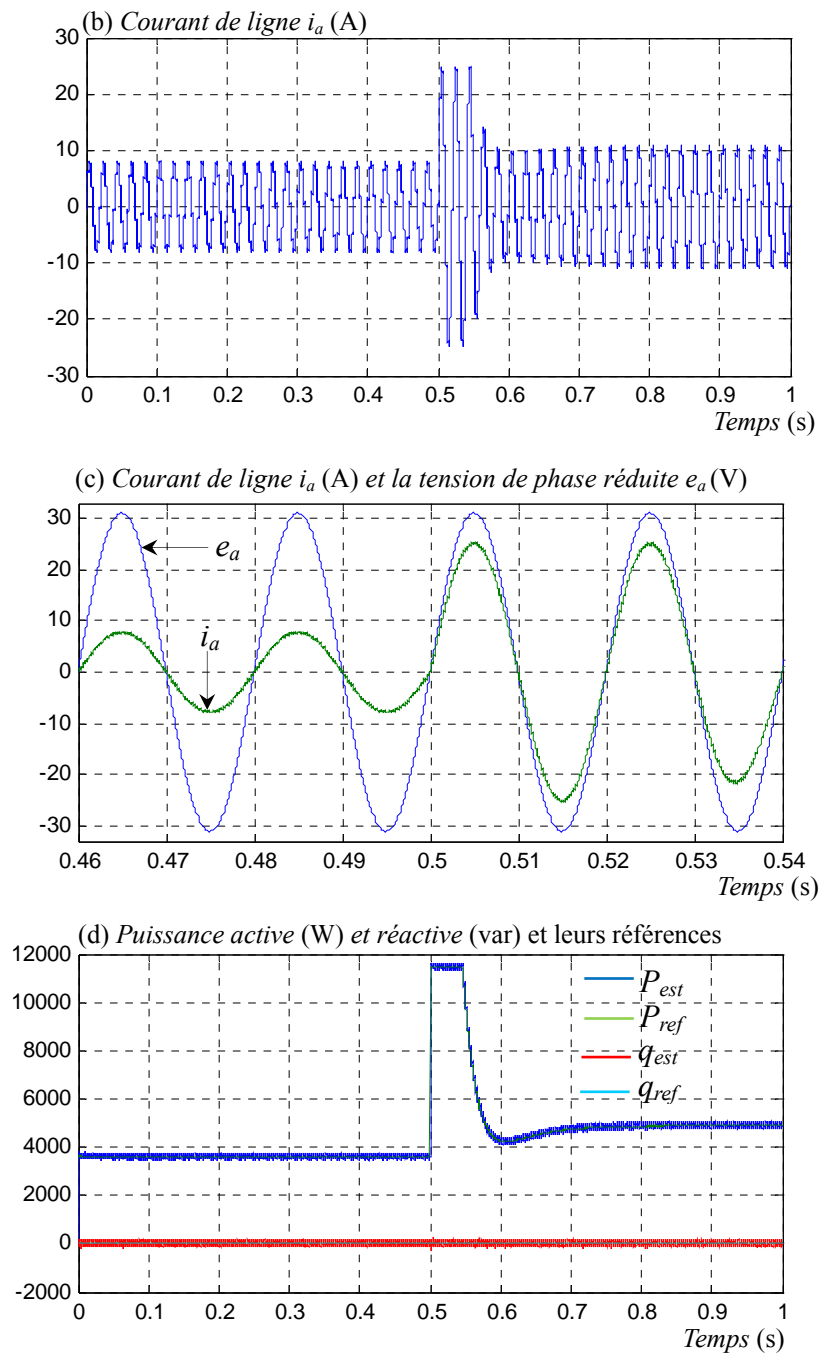 (b) Courant de ligne ia (A)
30
20
10
0
-10
-20
-30
0 0.1 0.2 0.3 0.4 0.5 0.6 0.7 0.8 0.9 1
Temps (s)
(c) Courant de ligne ia (A) et la tension de phase réduite ea (V)
30
20
10
0
-10
-20
-30
ea
ia
0.46 0.47 0.48 0.49 0.5 0.51 0.52 0.53 0.54
Temps (s)
(d) Puissance active (W) et réactive (var) et leurs références
12000
10000
8000
6000
4000
2000
0
-2000
Pest
Pref
qest
qref
0 0.1 0.2 0.3 0.4 0.5 0.6 0.7 0.8 0.9 1
Temps (s)